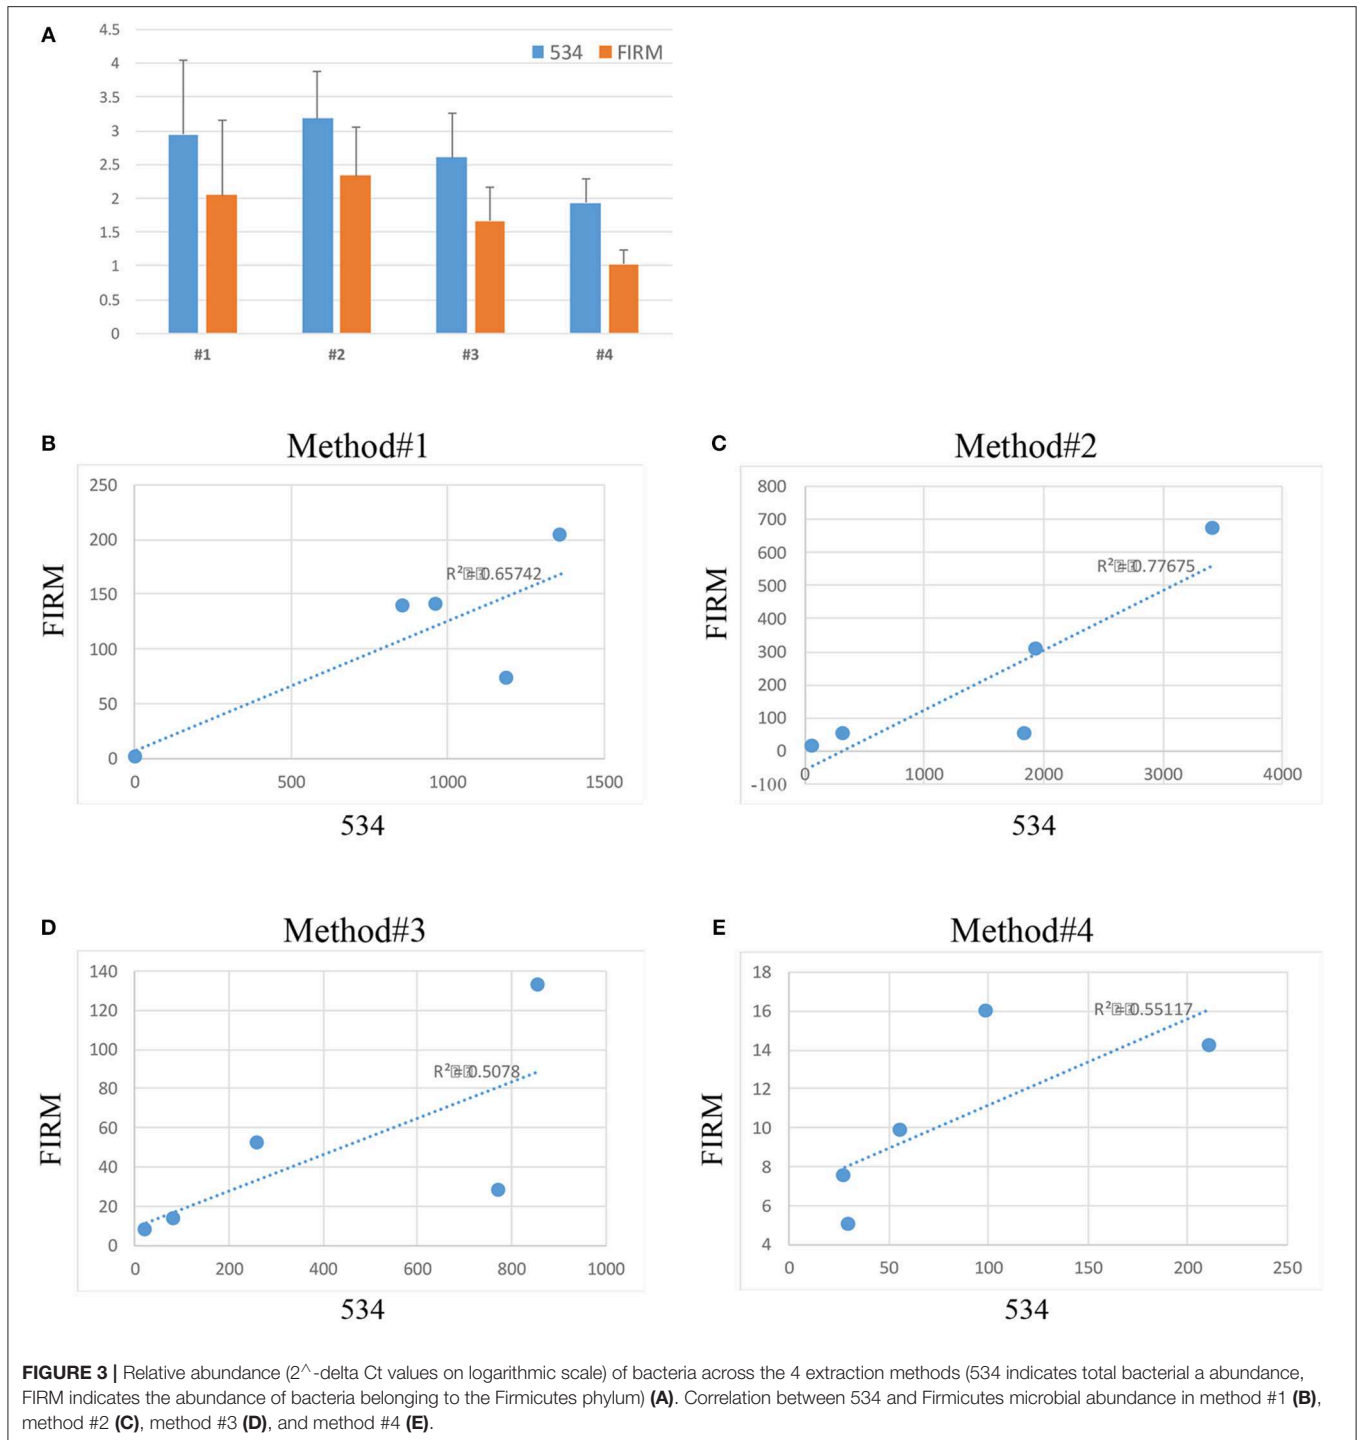 A
4.5
4
3.5
3
2.5
2
1.5
1
0.5
0
534 FIRM
#1 #2 #3 #4
B
Method#1
250
200
150
100
50
0
FIRM
R² = 0.65742
0 500 1000 1500
534
C
Method#2
800
700
600
500
400
300
200
100
0
-100
FIRM
R² = 0.77675
0 1000 2000 3000 4000
534
D
Method#3
140
120
100
80
60
40
20
0
FIRM
R² = 0.5078
0 200 400 600 800 1000
534
E
Method#4
18
16
14
12
10
8
6
4
FIRM
R² = 0.55117
0 50 100 150 200 250
534
FIGURE 3 | Relative abundance (2^-delta Ct values on logarithmic scale) of bacteria across the 4 extraction methods (534 indicates total bacterial a abundance,
FIRM indicates the abundance of bacteria belonging to the Firmicutes phylum) (A). Correlation between 534 and Firmicutes microbial abundance in method #1 (B),
method #2 (C), method #3 (D), and method #4 (E).